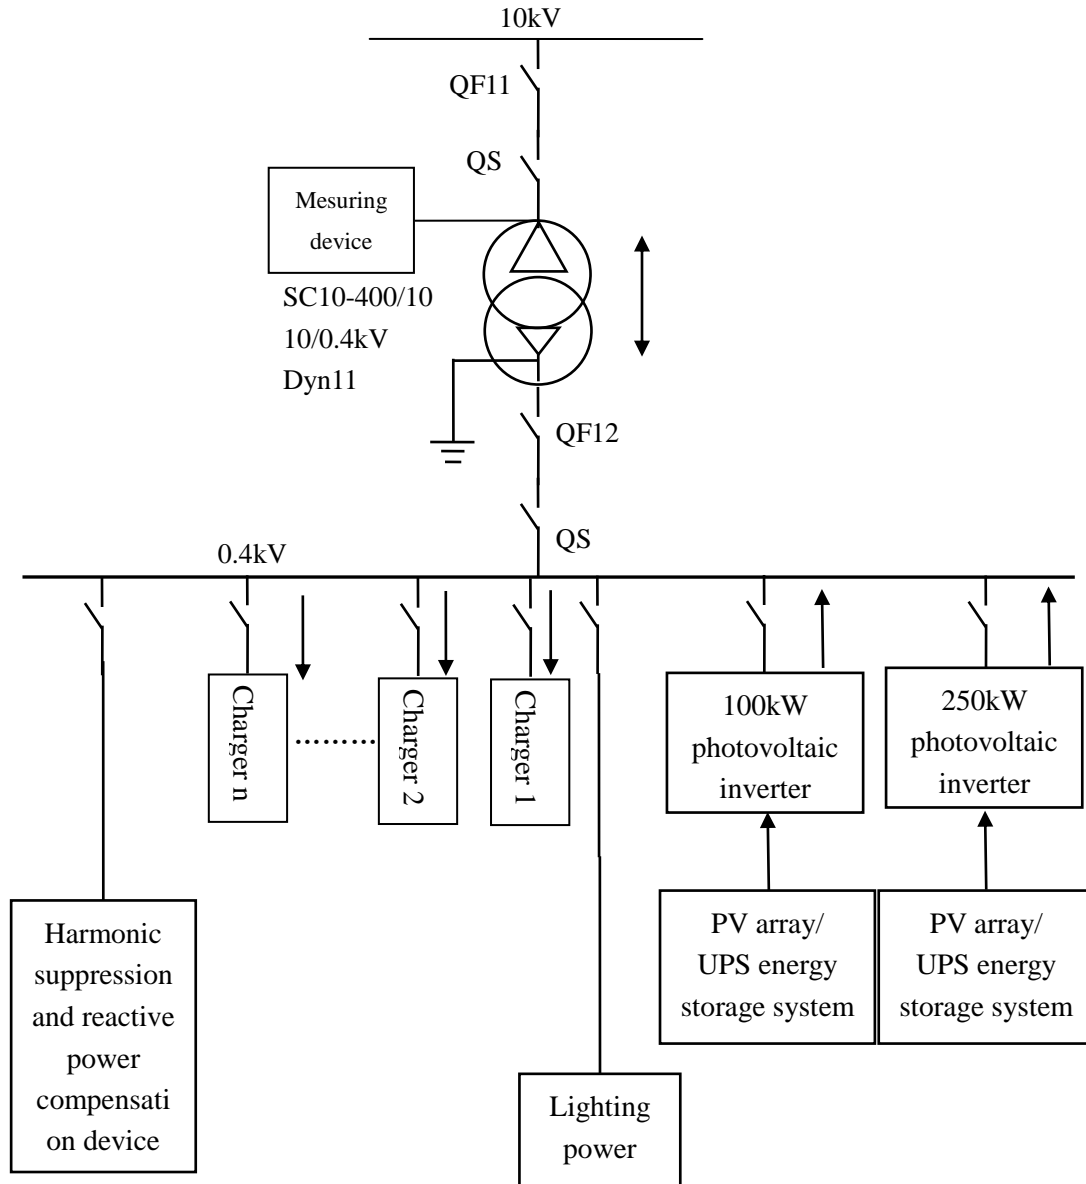 10kV
QF11
QS
Mesuring
device
SC10-400/10
10/0.4kV
Dyn11
QF12
QS
0.4kV
Charger n
.........
Charger 2
Charger 1
100kW
photovoltaic
inverter
250kW
photovoltaic
inverter
PV array/
UPS energy
storage system
PV array/
UPS energy
storage system
Harmonic
suppression
and reactive
power
compensati
on device
Lighting
power